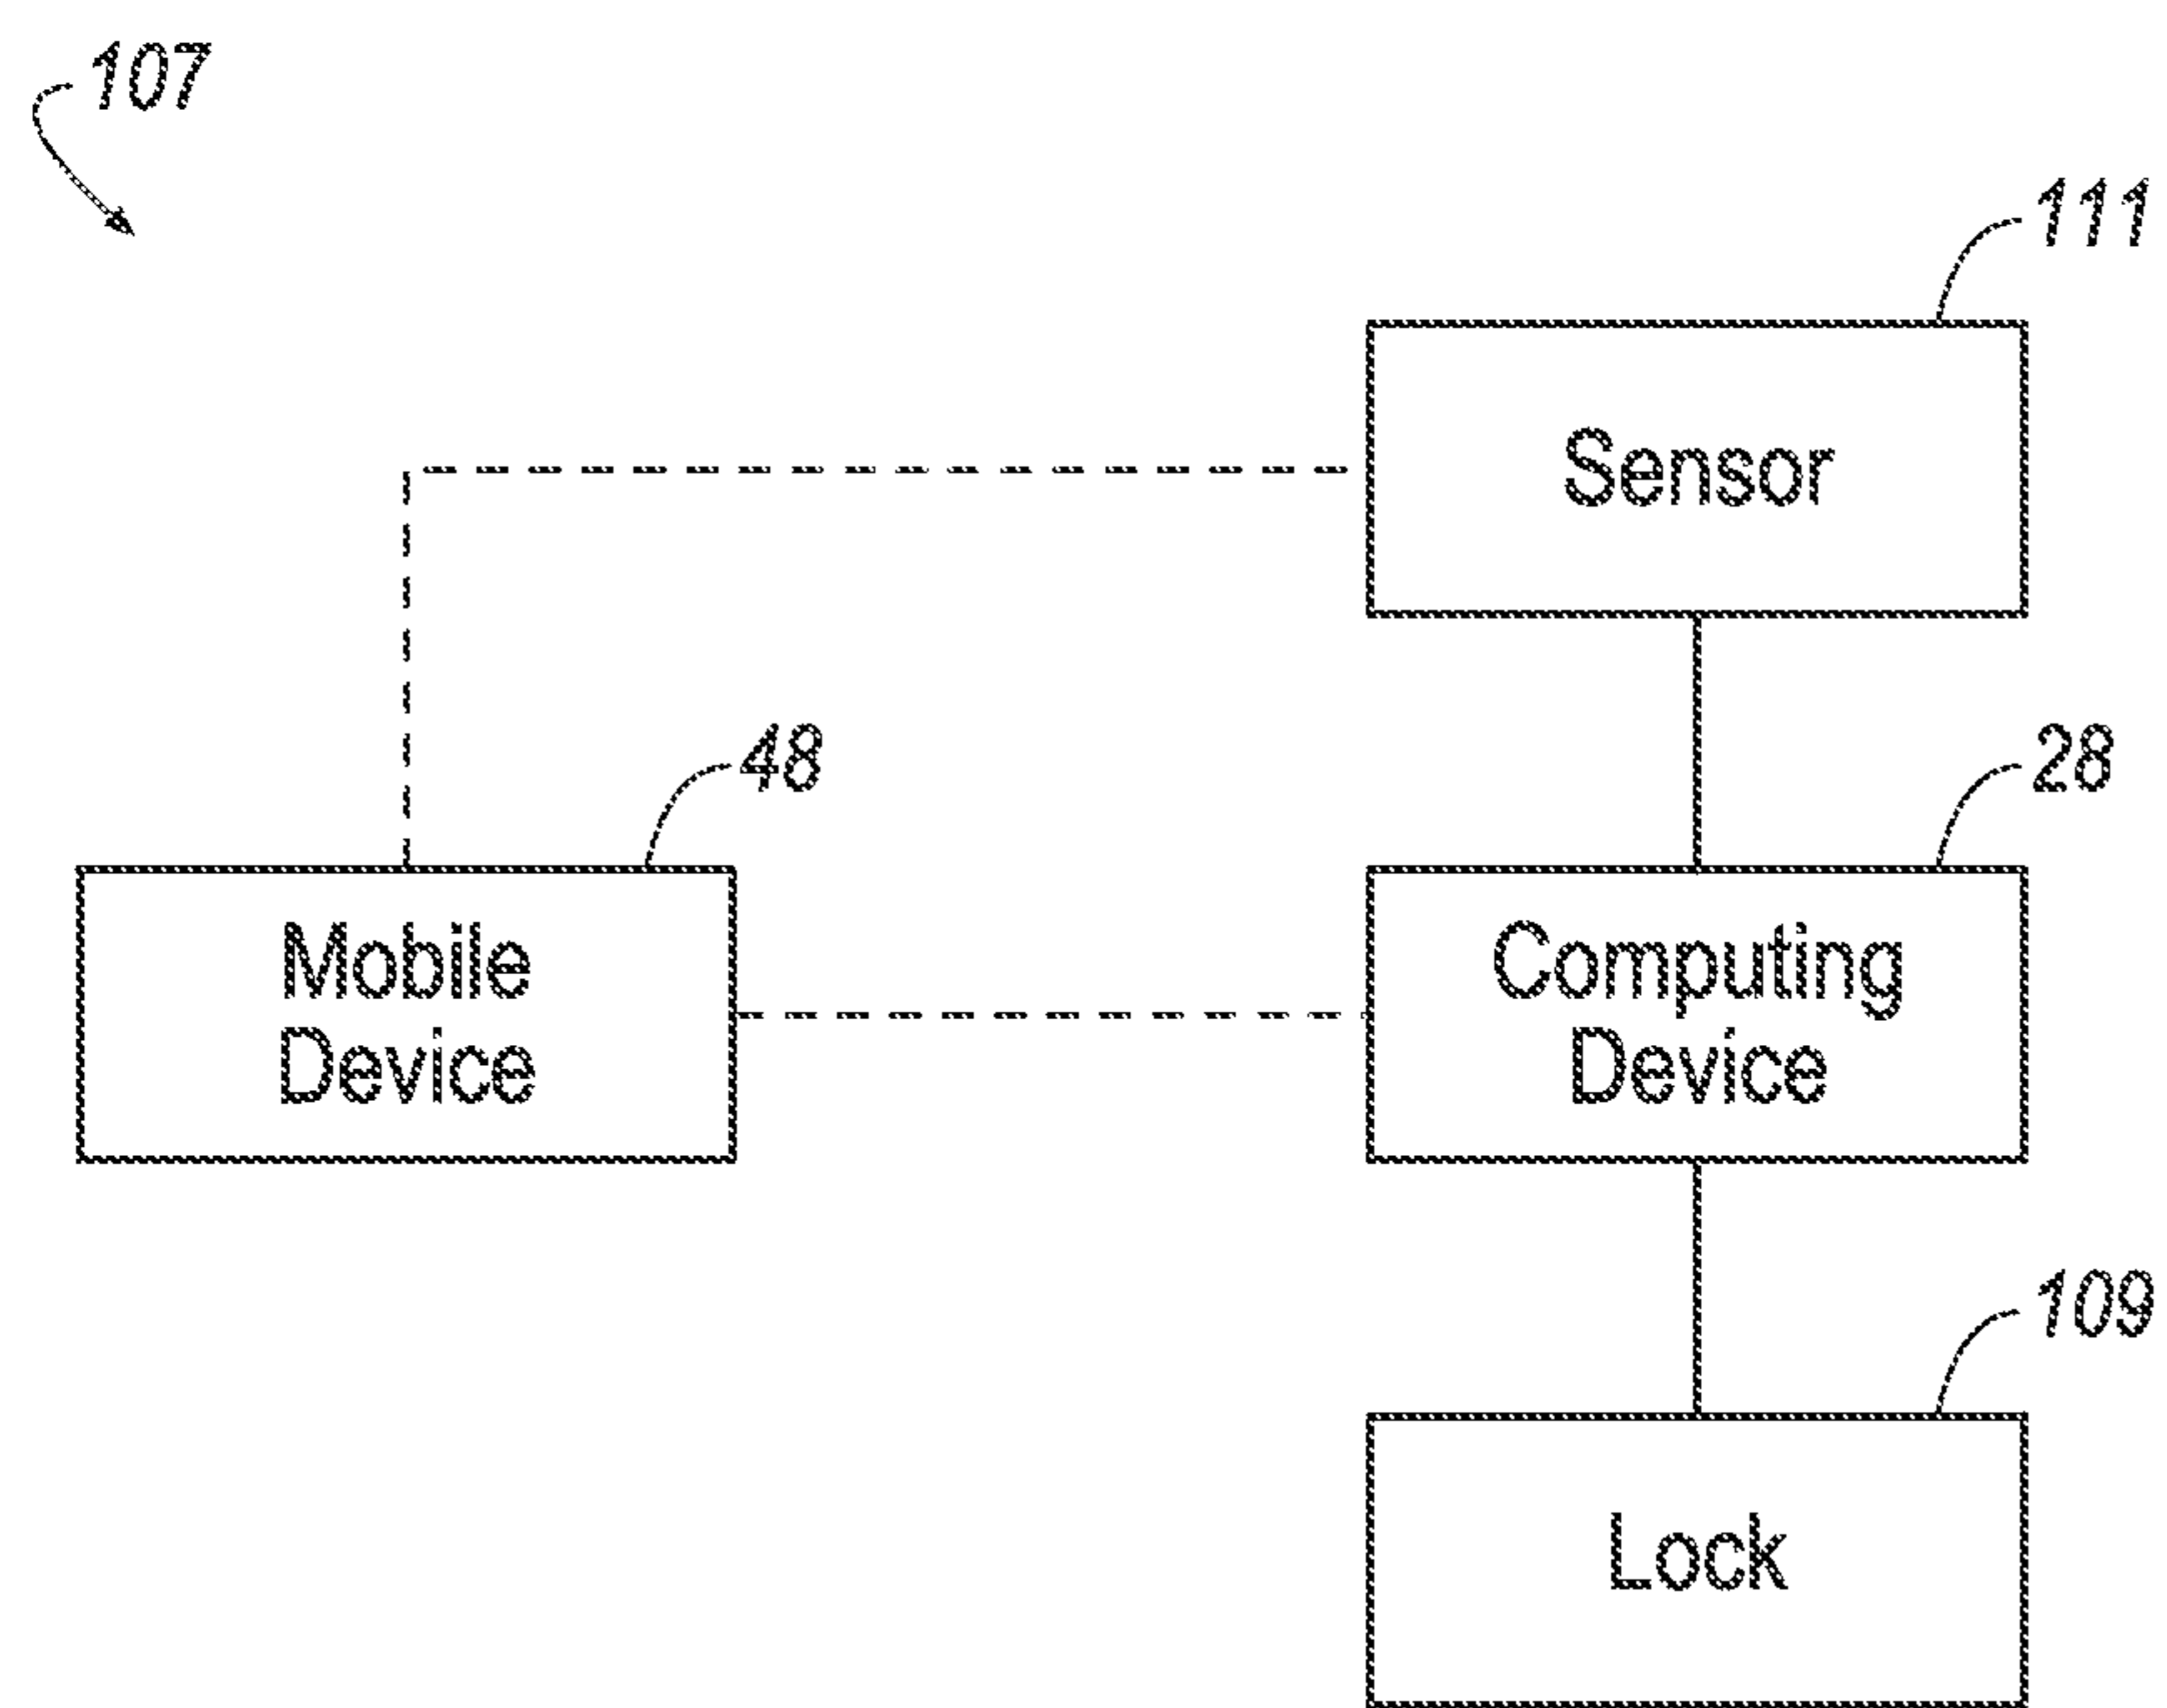 107
111
Sensor
48
28
Mobile
Device
Computing
Device
109
Lock